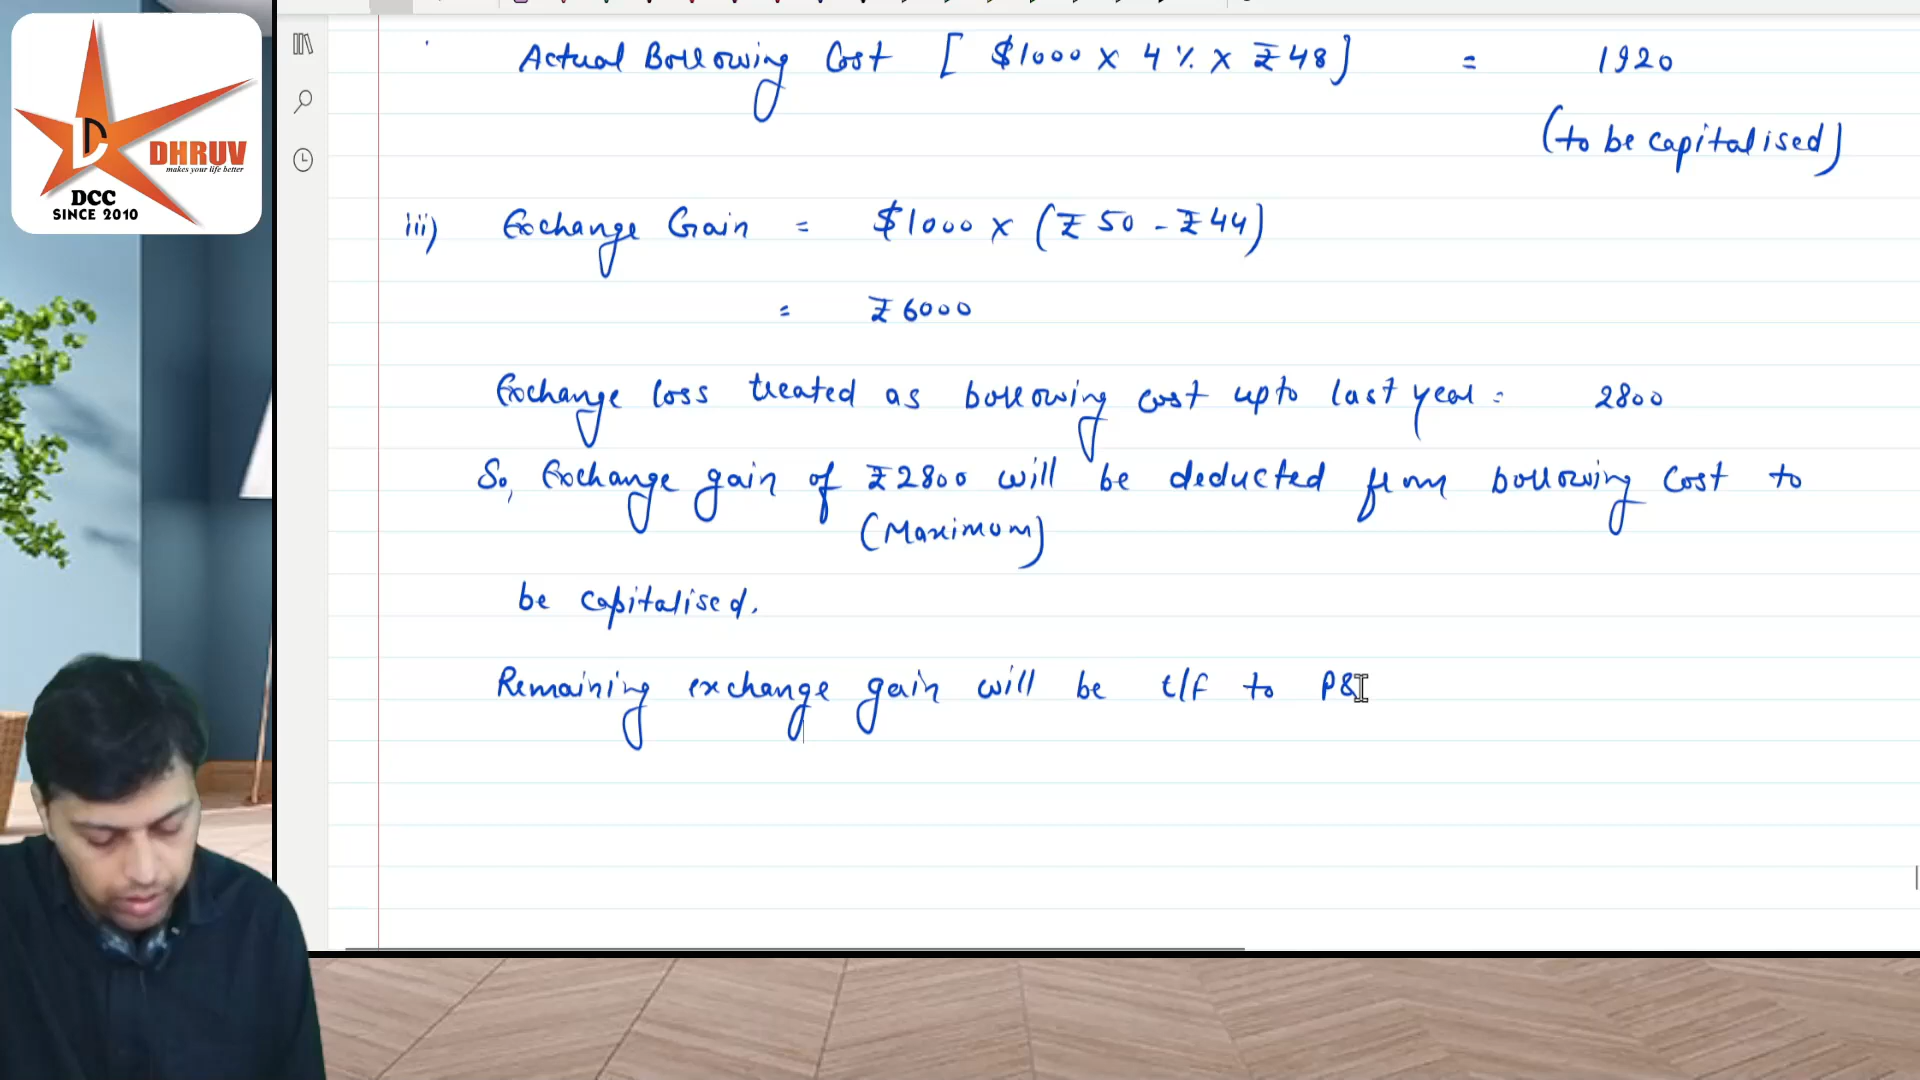 Actual Borrowing Cost [ $1000 x 4% x ₹48] = 1920
(to be capitalised)
iii) Exchange Gain = $1000 x (₹50 - ₹44)
= ₹6000
Exchange loss treated as borrowing cost upto last year = 2800
So, Exchange gain of ₹2800 will be deducted from borrowing cost to
(Maximum)
be capitalised.
Remaining exchange gain will be t/f to P&
DHRUV
makes your life better
DCC
SINCE 2010